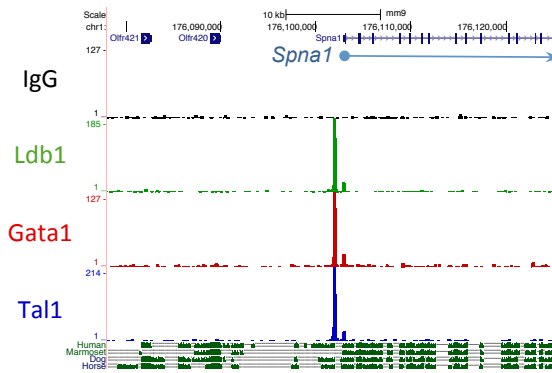 Scale 10 kb mm9
chr1: 176,090,000 176,100,000 176,110,000 176,120,000
Olfr421 Olfr420 Spna1
127 Spna1
IgG
1
185
Ldb1
1
127
Gata1
1
214
Tal1
1
Human
Marmoset
Dog
Horse